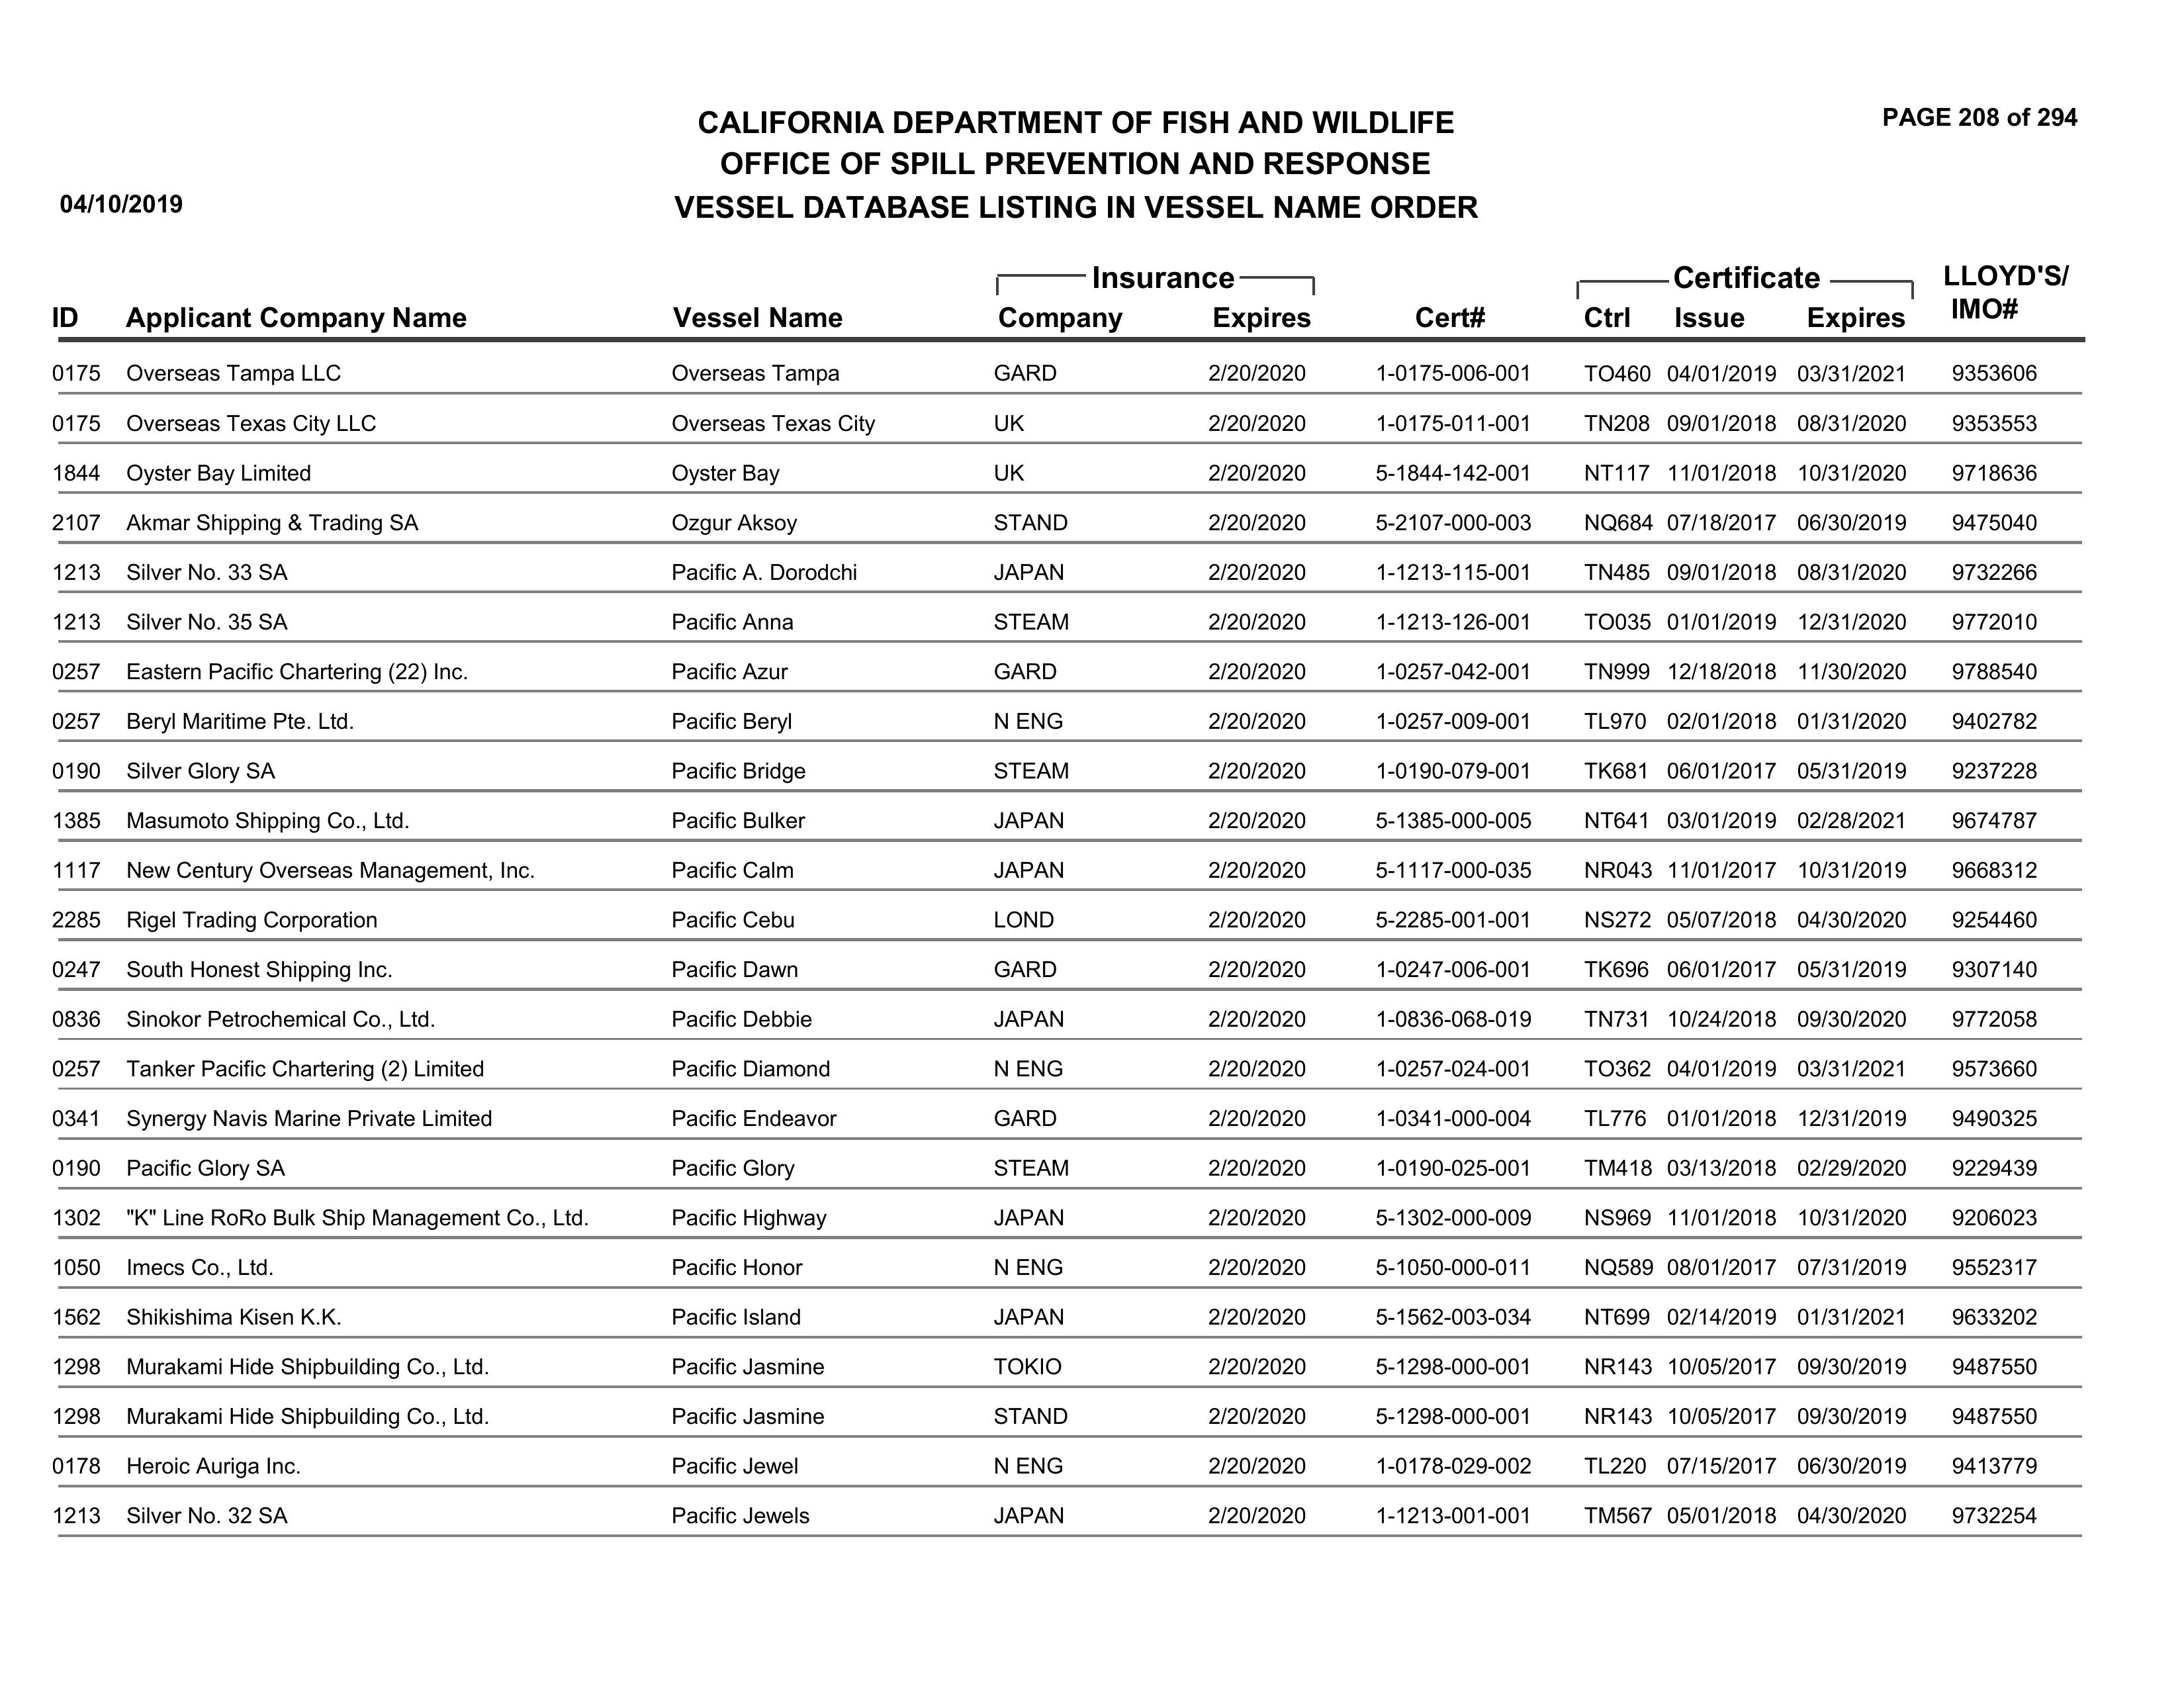 PAGE 208 of 294
CALIFORNIA DEPARTMENT OF FISH AND WILDLIFE
OFFICE OF SPILL PREVENTION AND RESPONSE
04/10/2019 VESSEL DATABASE LISTING IN VESSEL NAME ORDER
Insurance Certificate LLOYD'S/
ID Applicant Company Name Vessel Name Company Expires Cert# Ctrl Issue Expires IMO#
0175 Overseas Tampa LLC Overseas Tampa GARD 2/20/2020 1-0175-006-001 TO460 04/01/2019 03/31/2021 9353606
0175 Overseas Texas City LLC Overseas Texas City UK 2/20/2020 1-0175-011-001 TN208 09/01/2018 08/31/2020 9353553
1844 Oyster Bay Limited Oyster Bay UK 2/20/2020 5-1844-142-001 NT117 11/01/2018 10/31/2020 9718636
2107 Akmar Shipping & Trading SA Ozgur Aksoy STAND 2/20/2020 5-2107-000-003 NQ684 07/18/2017 06/30/2019 9475040
1213 Silver No. 33 SA Pacific A. Dorodchi JAPAN 2/20/2020 1-1213-115-001 TN485 09/01/2018 08/31/2020 9732266
1213 Silver No. 35 SA Pacific Anna STEAM 2/20/2020 1-1213-126-001 TO035 01/01/2019 12/31/2020 9772010
0257 Eastern Pacific Chartering (22) Inc. Pacific Azur GARD 2/20/2020 1-0257-042-001 TN999 12/18/2018 11/30/2020 9788540
0257 Beryl Maritime Pte. Ltd. Pacific Beryl N ENG 2/20/2020 1-0257-009-001 TL970 02/01/2018 01/31/2020 9402782
0190 Silver Glory SA Pacific Bridge STEAM 2/20/2020 1-0190-079-001 TK681 06/01/2017 05/31/2019 9237228
1385 Masumoto Shipping Co., Ltd. Pacific Bulker JAPAN 2/20/2020 5-1385-000-005 NT641 03/01/2019 02/28/2021 9674787
1117 New Century Overseas Management, Inc. Pacific Calm JAPAN 2/20/2020 5-1117-000-035 NR043 11/01/2017 10/31/2019 9668312
2285 Rigel Trading Corporation Pacific Cebu LOND 2/20/2020 5-2285-001-001 NS272 05/07/2018 04/30/2020 9254460
0247 South Honest Shipping Inc. Pacific Dawn GARD 2/20/2020 1-0247-006-001 TK696 06/01/2017 05/31/2019 9307140
0836 Sinokor Petrochemical Co., Ltd. Pacific Debbie JAPAN 2/20/2020 1-0836-068-019 TN731 10/24/2018 09/30/2020 9772058
0257 Tanker Pacific Chartering (2) Limited Pacific Diamond N ENG 2/20/2020 1-0257-024-001 TO362 04/01/2019 03/31/2021 9573660
0341 Synergy Navis Marine Private Limited Pacific Endeavor GARD 2/20/2020 1-0341-000-004 TL776 01/01/2018 12/31/2019 9490325
0190 Pacific Glory SA Pacific Glory STEAM 2/20/2020 1-0190-025-001 TM418 03/13/2018 02/29/2020 9229439
1302 "K" Line RoRo Bulk Ship Management Co., Ltd. Pacific Highway JAPAN 2/20/2020 5-1302-000-009 NS969 11/01/2018 10/31/2020 9206023
1050 Imecs Co., Ltd. Pacific Honor N ENG 2/20/2020 5-1050-000-011 NQ589 08/01/2017 07/31/2019 9552317
1562 Shikishima Kisen K.K. Pacific Island JAPAN 2/20/2020 5-1562-003-034 NT699 02/14/2019 01/31/2021 9633202
1298 Murakami Hide Shipbuilding Co., Ltd. Pacific Jasmine TOKIO 2/20/2020 5-1298-000-001 NR143 10/05/2017 09/30/2019 9487550
1298 Murakami Hide Shipbuilding Co., Ltd. Pacific Jasmine STAND 2/20/2020 5-1298-000-001 NR143 10/05/2017 09/30/2019 9487550
0178 Heroic Auriga Inc. Pacific Jewel N ENG 2/20/2020 1-0178-029-002 TL220 07/15/2017 06/30/2019 9413779
1213 Silver No. 32 SA Pacific Jewels JAPAN 2/20/2020 1-1213-001-001 TM567 05/01/2018 04/30/2020 9732254